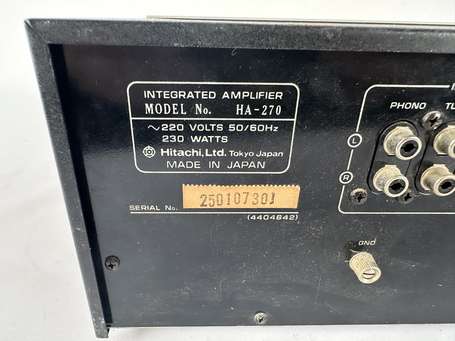 INTEGRATED AMPLIFIER
MODEL No. HA-270
~220 VOLTS 50/60Hz
230 WATTS
Hitachi, Ltd. Tokyo Japan
MADE IN JAPAN
SERIAL No. 25010730J
(4404842)
PHONO
L
R
GND